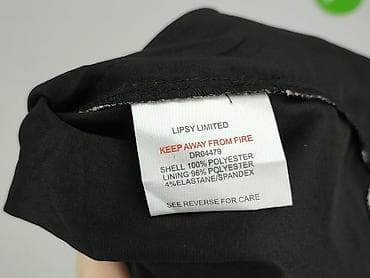 LIPSY LIMITED
KEEP AWAY FROM FIRE
DR04479
SHELL 100% POLYESTER
LINING 96% POLYESTER
4%ELASTANE/SPANDEX
SEE REVERSE FOR CARE